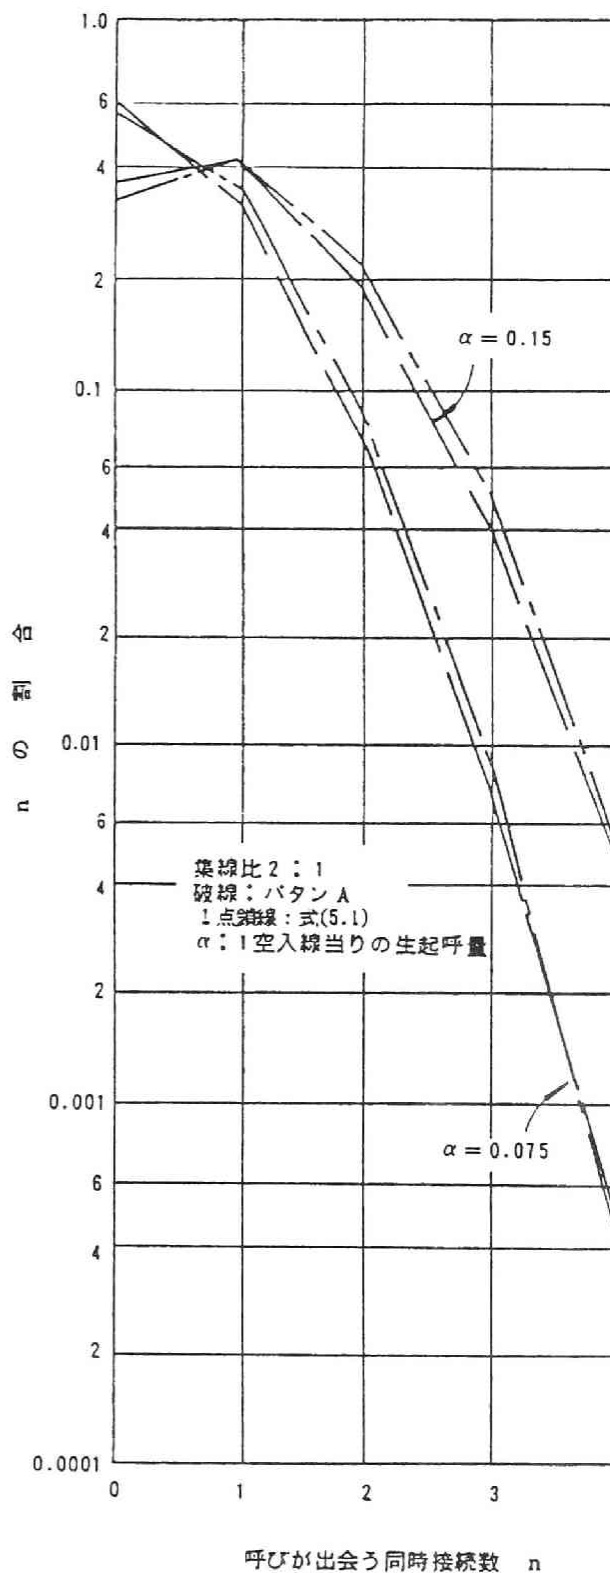 1.0
6
4
2
0.1
6
4
2
0.01
6
4
2
0.001
6
4
2
0.0001
nの割合
α=0.15
集線比2:1
破線:パタンA
1点鎖線:式(5.1)
α:1空入線当りの生起呼量
α=0.075
0 1 2 3
呼びが出会う同時接続数 n